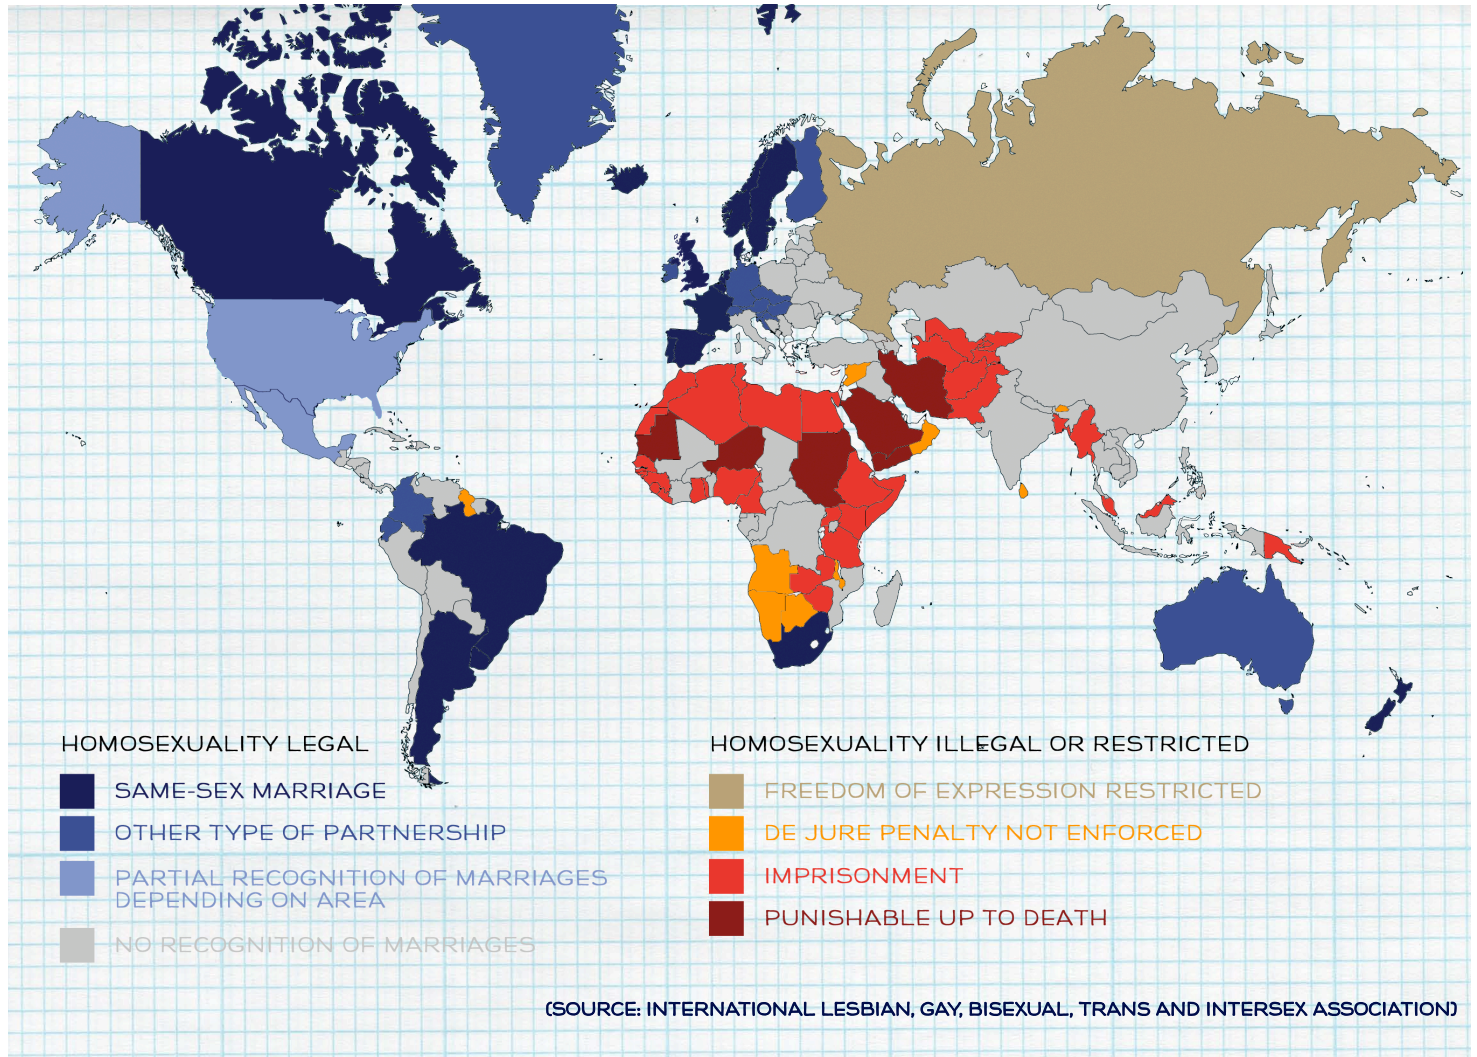 HOMOSEXUALITY LEGAL
SAME-SEX MARRIAGE
OTHER TYPE OF PARTNERSHIP
PARTIAL RECOGNITION OF MARRIAGES
DEPENDING ON AREA
NO RECOGNITION OF MARRIAGES
HOMOSEXUALITY ILLEGAL OR RESTRICTED
FREEDOM OF EXPRESSION RESTRICTED
DE JURE PENALTY NOT ENFORCED
IMPRISONMENT
PUNISHABLE UP TO DEATH
(SOURCE: INTERNATIONAL LESBIAN, GAY, BISEXUAL, TRANS AND INTERSEX ASSOCIATION)